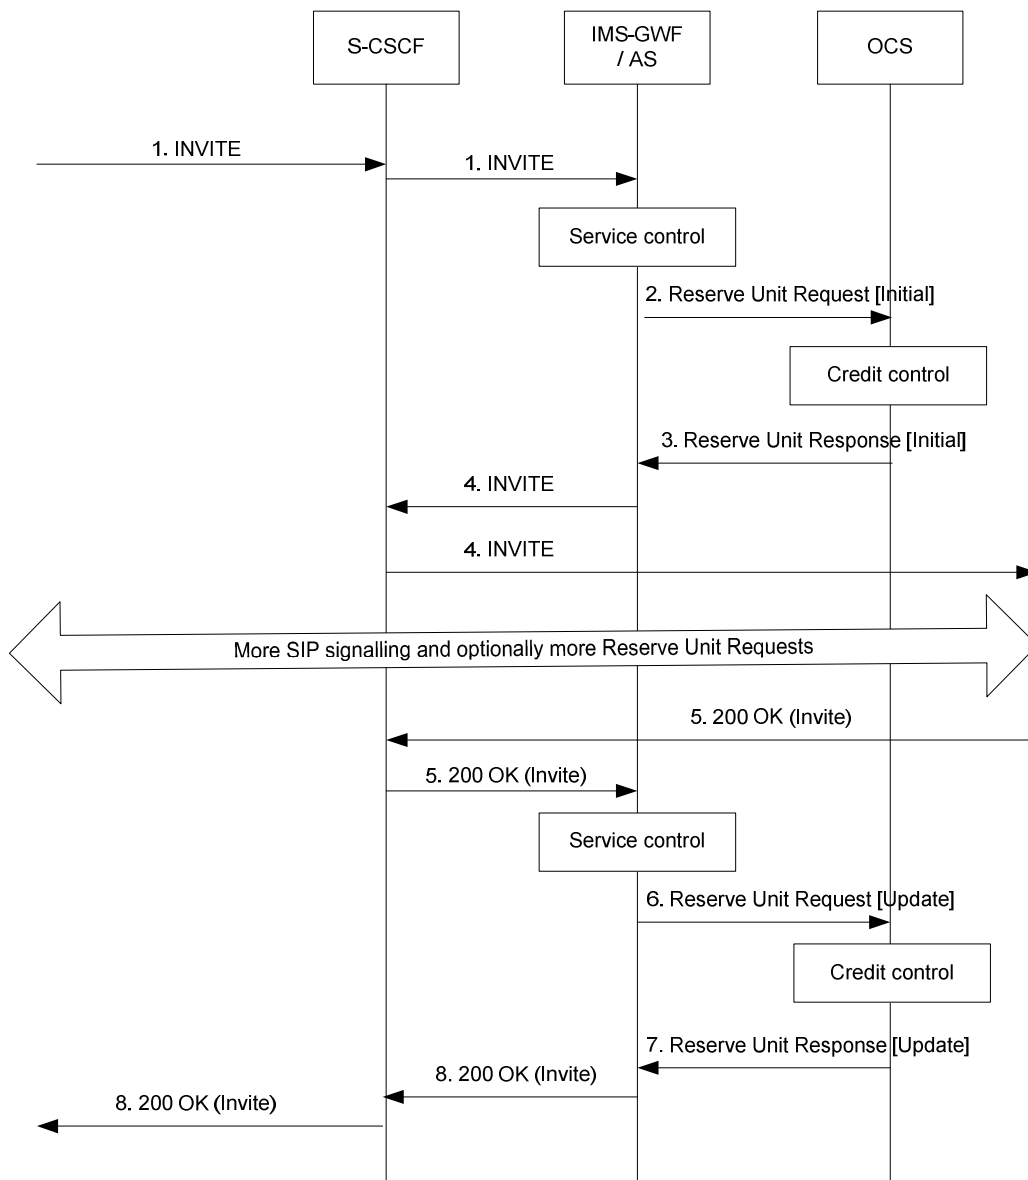 S-CSCF
IMS-GWF
/ AS
OCS
1. INVITE
1. INVITE
Service control
2. Reserve Unit Request [Initial]
Credit control
3. Reserve Unit Response [Initial]
4. INVITE
4. INVITE
More SIP signalling and optionally more Reserve Unit Requests
5. 200 OK (Invite)
5. 200 OK (Invite)
Service control
6. Reserve Unit Request [Update]
Credit control
7. Reserve Unit Response [Update]
8. 200 OK (Invite)
8. 200 OK (Invite)